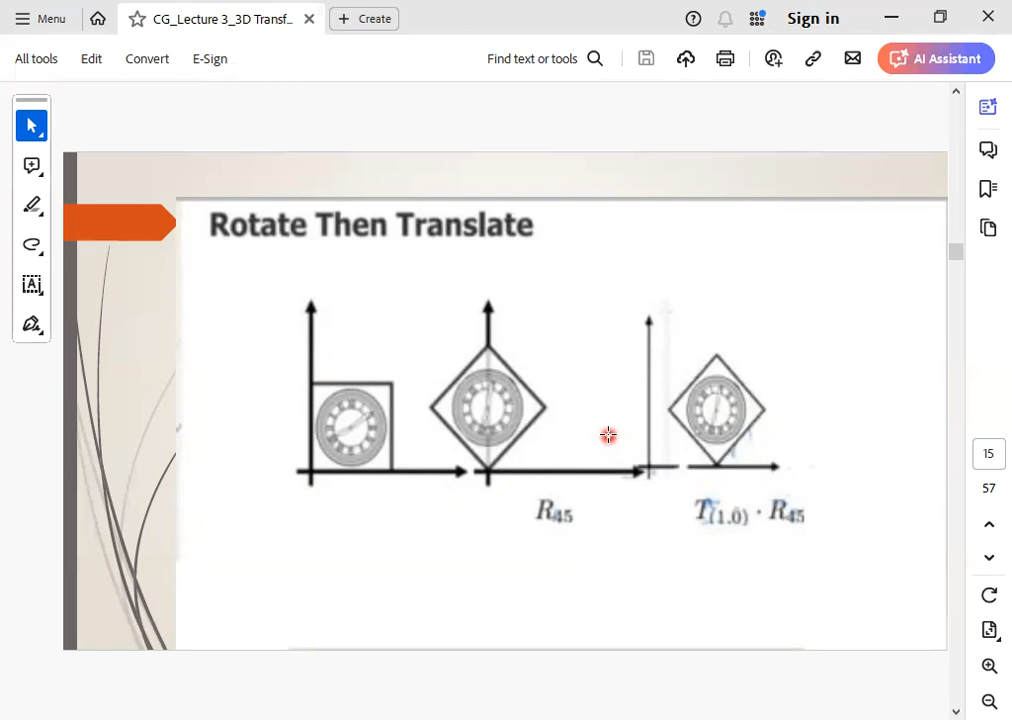 Menu
CG_Lecture 3_3D Transf...
Create
Sign in
All tools
Edit
Convert
E-Sign
Find text or tools
AI Assistant
Rotate Then Translate
R45
T(1.0) · R45
15
57